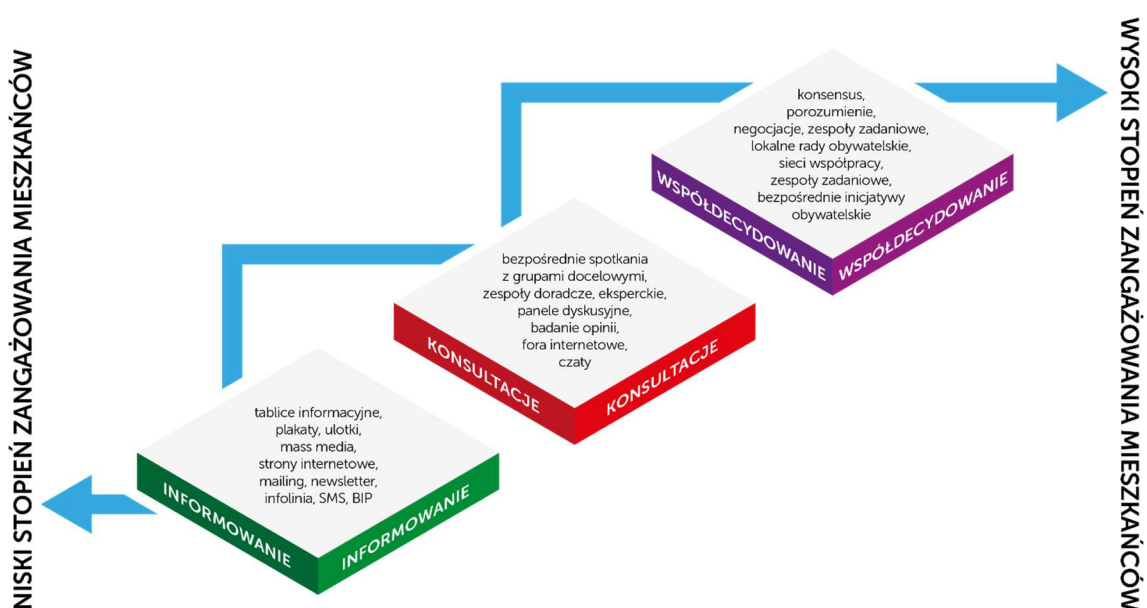 NISKI STOPIEŃ ZANGAŻOWANIA MIESZKAŃCÓW
tablice informacyjne,
plakaty, ulotki,
mass media,
strony internetowe,
mailing, newsletter,
infolinia, SMS, BIP
INFORMOWANIE
INFORMOWANIE
bezpośrednie spotkania
z grupami docelowymi,
zespoły doradcze, eksperckie,
panele dyskusyjne,
badanie opinii,
fora internetowe,
czaty
KONSULTACJE
KONSULTACJE
konsensus,
porozumienie,
negocjacje, zespoły zadaniowe,
lokalne rady obywatelskie,
sieci współpracy,
zespoły zadaniowe,
bezpośrednie inicjatywy
obywatelskie
WSPÓŁDECYDOWANIE
WSPÓŁDECYDOWANIE
WYSOKI STOPIEŃ ZANGAŻOWANIA MIESZKAŃCÓW